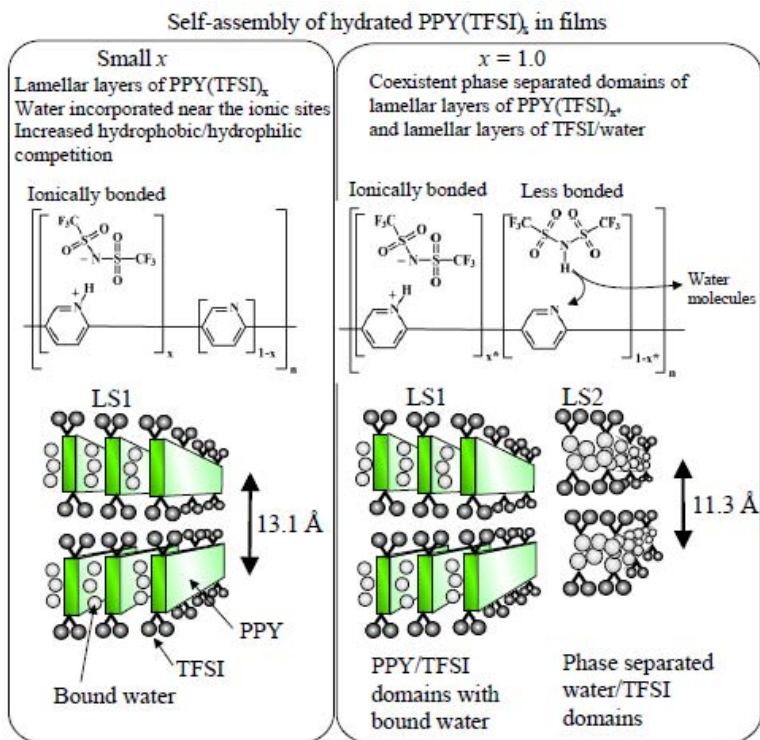 Self-assembly of hydrated PPY(TFSI)x in films
Small x
Lamellar layers of PPY(TFSI)x
Water incorporated near the ionic sites
Increased hydrophobic/hydrophilic
competition
Ionically bonded
F₃C
O
S
O
O
S
O
N
CF₃
−
H
+
N
x
N
1-x
n
LS1
13.1 Å
PPY
TFSI
Bound water
x = 1.0
Coexistent phase separated domains of
lamellar layers of PPY(TFSI)x*
and lamellar layers of TFSI/water
Ionically bonded
Less bonded
F₃C
O
S
O
O
S
O
N
CF₃
−
H
+
N
x*
F₃C
CF₃
O
O
S
S
O
O
N
H
N
1-x*
n
Water
molecules
LS1
LS2
11.3 Å
PPY/TFSI
domains with
bound water
Phase separated
water/TFSI
domains